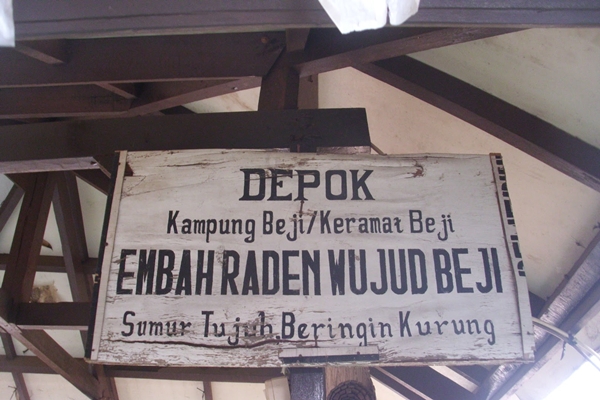 DEPOK
Kampung Beji/Keramat Beji
EMBAH RADEN WUJUD BEJI
Sumur Tujuh, Beringin Kurung